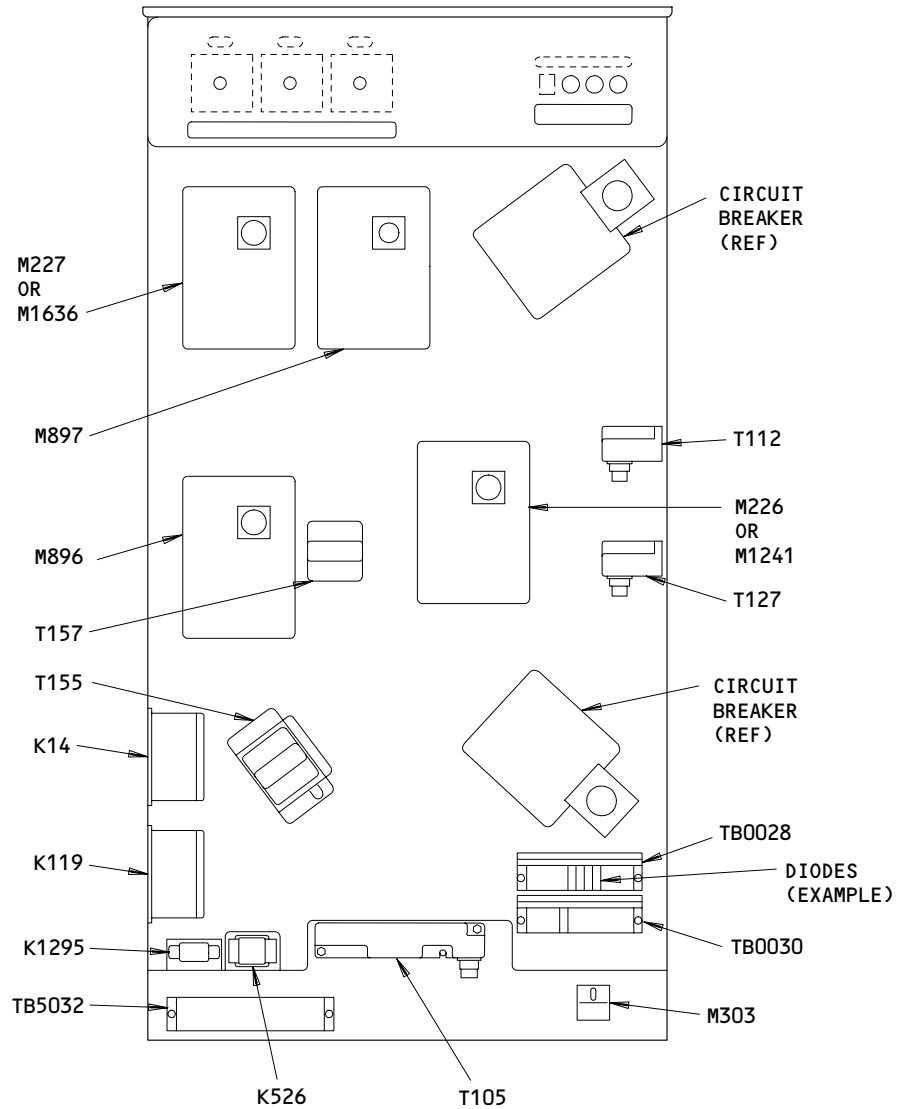 CIRCUIT
BREAKER
(REF)
M227
OR
M1636
M897
T112
M226
OR
M1241
M896
T127
T157
T155
CIRCUIT
BREAKER
(REF)
K14
TB0028
K119
DIODES
(EXAMPLE)
K1295
TB0030
TB5032
M303
K526
T105